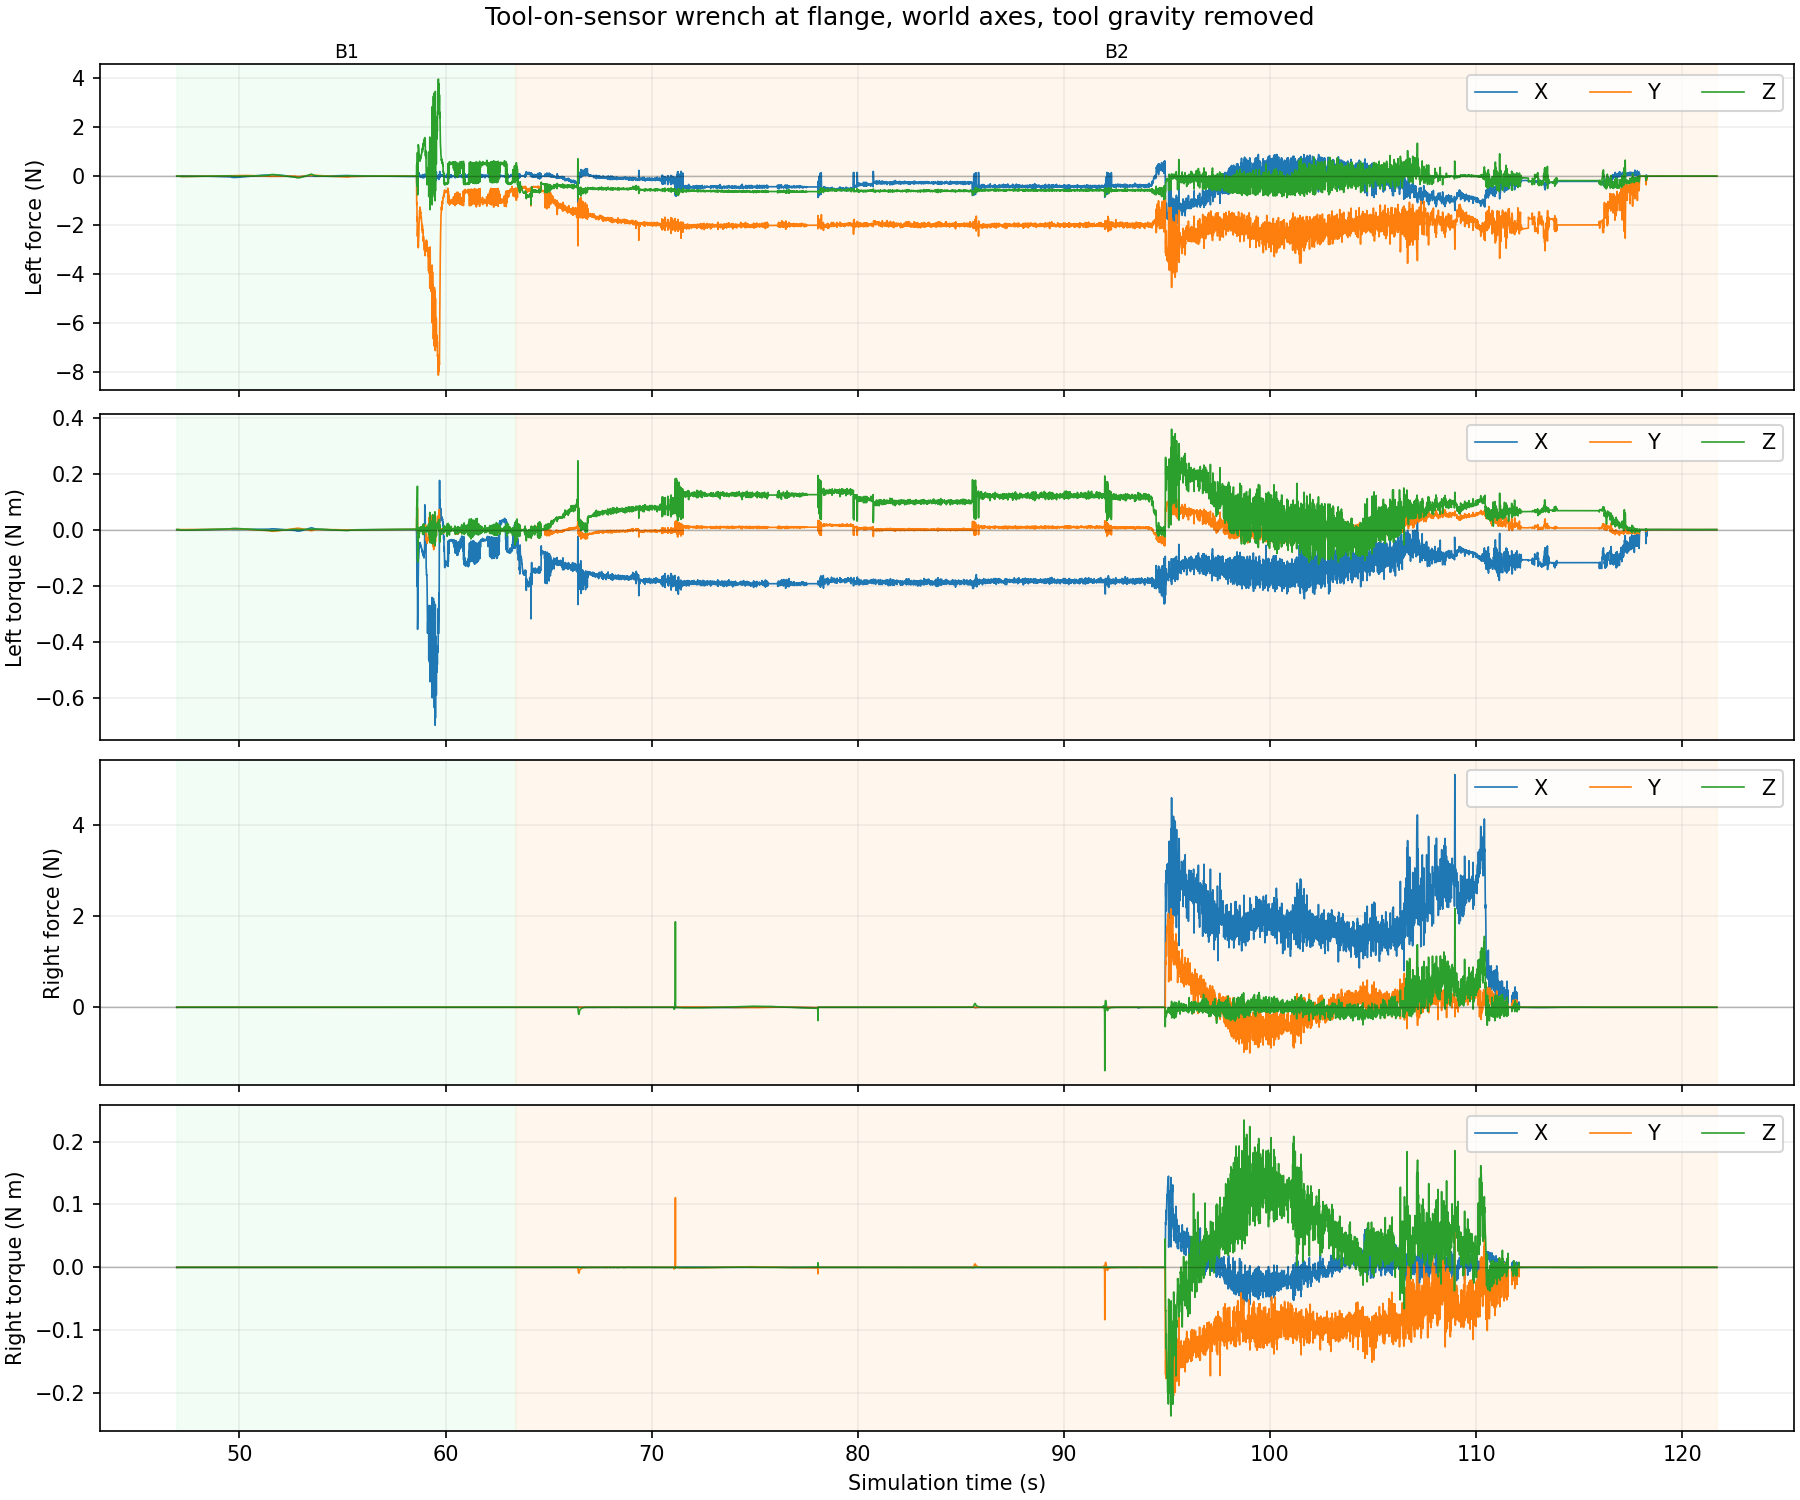 Tool-on-sensor wrench at flange, world axes, tool gravity removed
B1 B2
Left force (N)
4
2
0
−2
−4
−6
−8
X Y Z
Left torque (N m)
0.4
0.2
0.0
−0.2
−0.4
−0.6
X Y Z
Right force (N)
4
2
0
X Y Z
Right torque (N m)
0.2
0.1
0.0
−0.1
−0.2
X Y Z
50 60 70 80 90 100 110 120
Simulation time (s)